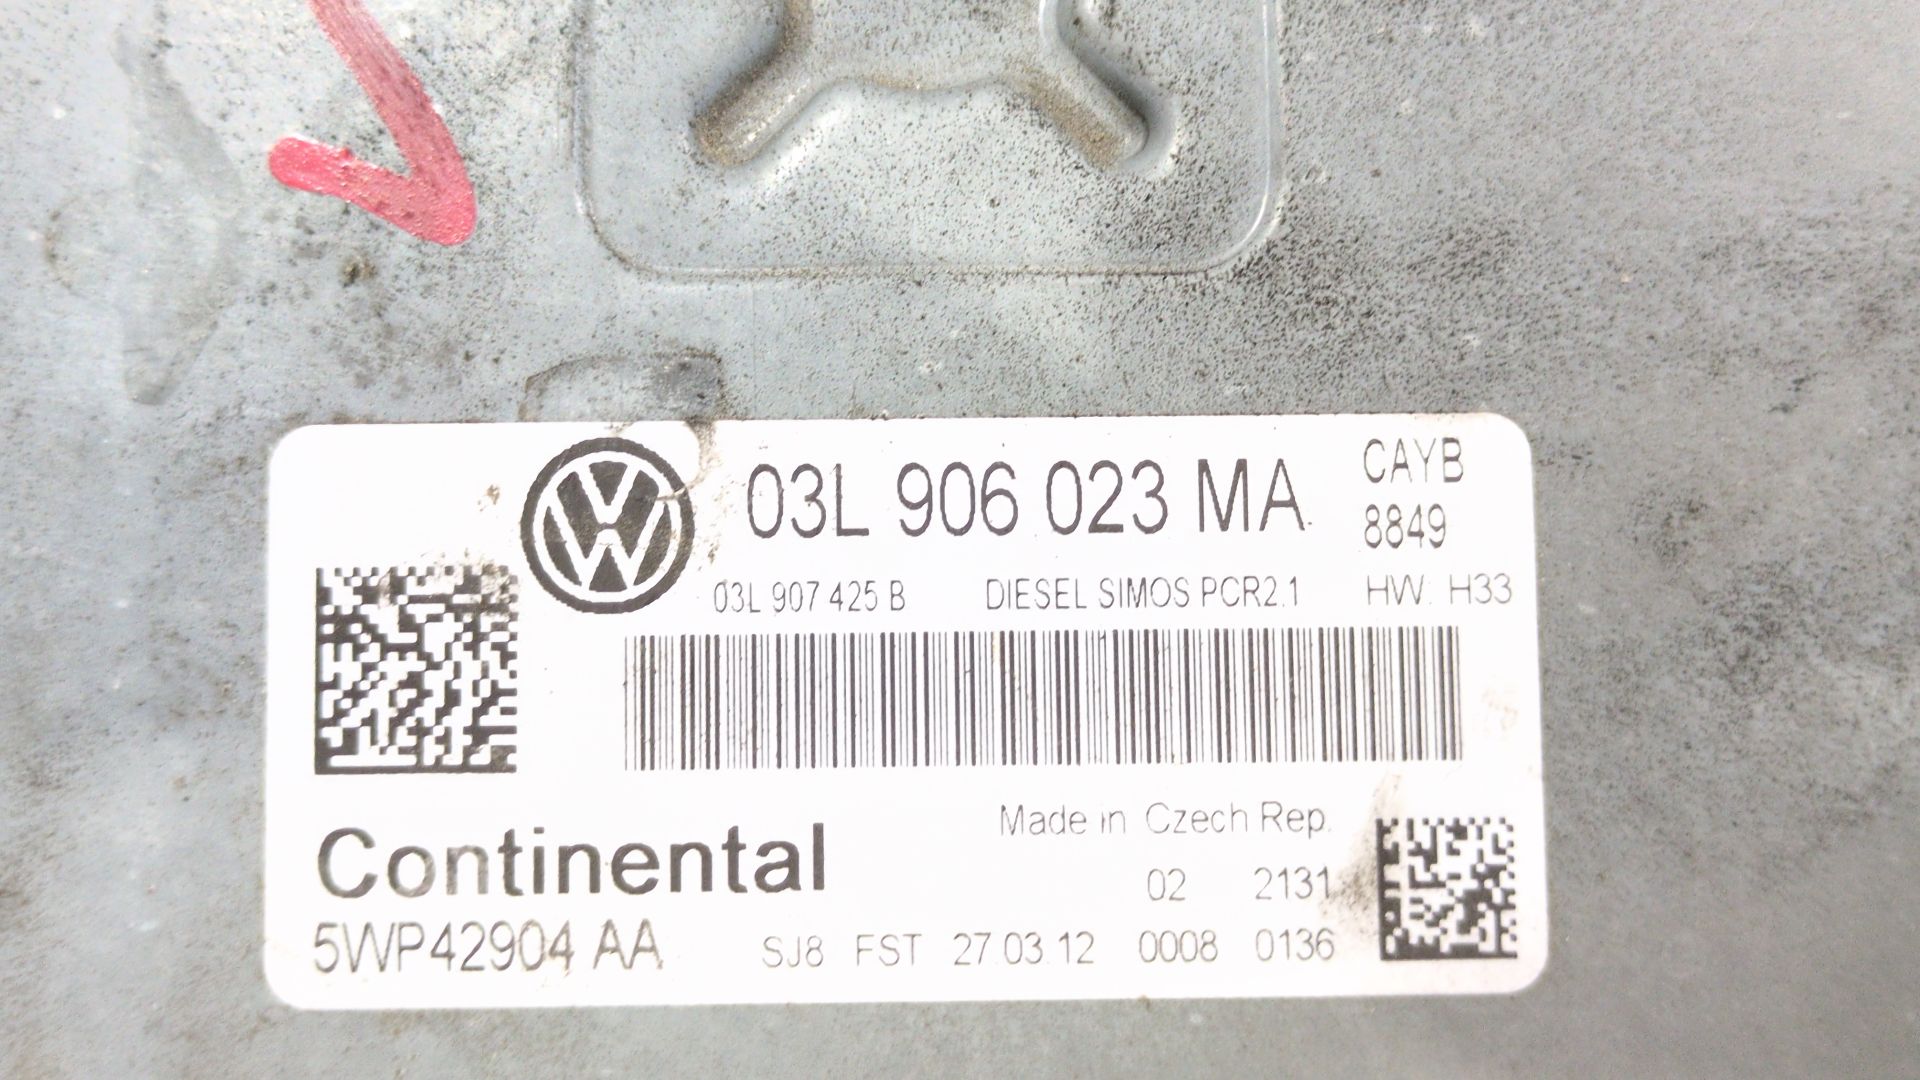 03L 906 023 MA CAYB
8849
03L 907 425 B DIESEL SIMOS PCR2.1 HW: H33
Made in Czech Rep.
Continental
02 2131
5WP42904 AA SJ8 FST 27.03.12 0008 0136